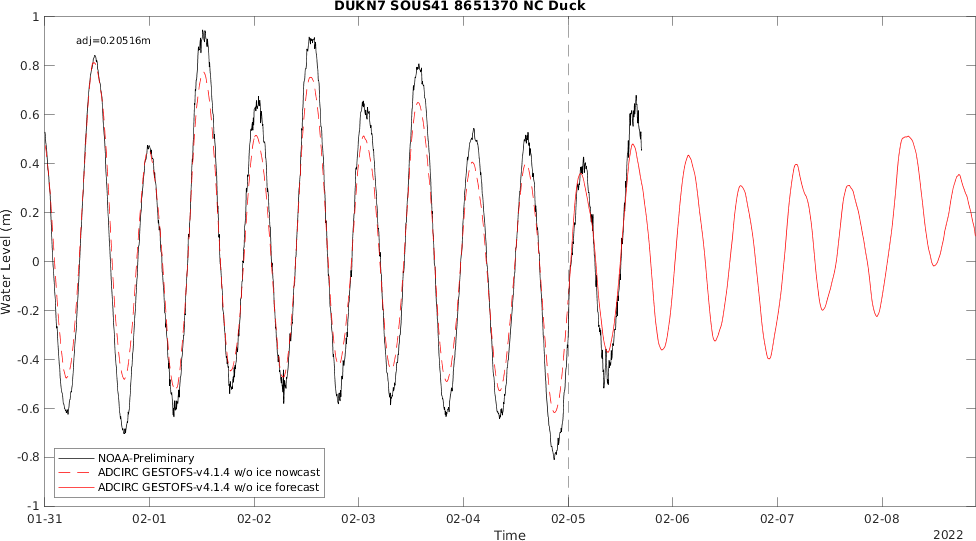 DUKN7 SOUS41 8651370 NC Duck
adj=0.20516m
Water Level (m)
1
0.8
0.6
0.4
0.2
0
-0.2
-0.4
-0.6
-0.8
-1
NOAA-Preliminary
ADCIRC GESTOFS-v4.1.4 w/o ice nowcast
ADCIRC GESTOFS-v4.1.4 w/o ice forecast
01-31 02-01 02-02 02-03 02-04 02-05 02-06 02-07 02-08
Time
2022